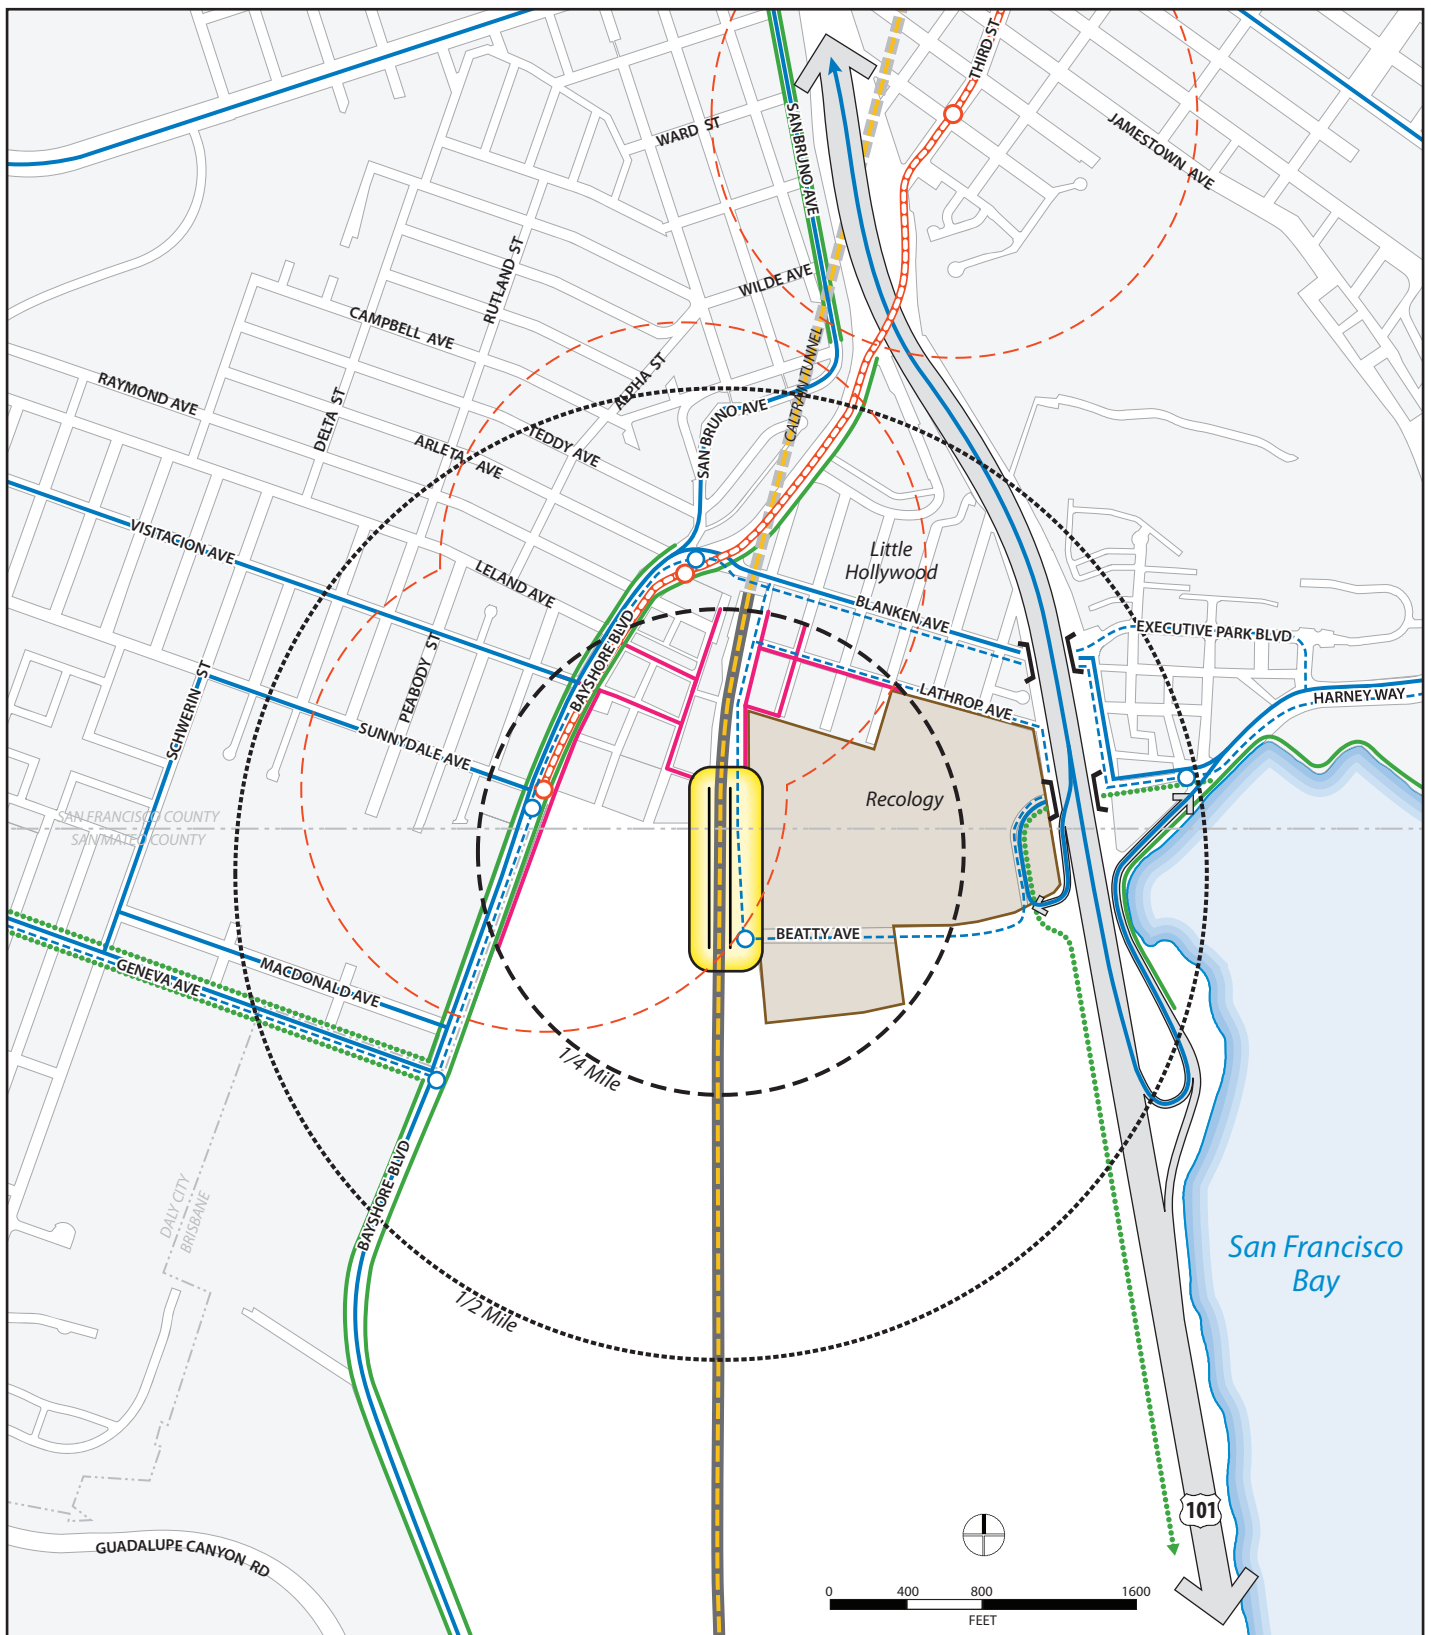 THIRD ST
JAMESTOWN AVE
WARD ST
SAN BRUNO AVE
WILDE AVE
RUTLAND ST
CAMPBELL AVE
CALTRAIN TUNNEL
ALPHA ST
RAYMOND AVE
DELTA ST
SAN BRUNO AVE
TEDDY AVE
ARLETA AVE
VISITACION AVE
Little
Hollywood
LELAND AVE
BLANKEN AVE
EXECUTIVE PARK BLVD
BAYSHORE BLVD
PEABODY ST
SCHWERIN ST
LATHROP AVE
HARNEY WAY
SUNNYDALE AVE
Recology
SAN FRANCISCO COUNTY
SAN MATEO COUNTY
BEATTY AVE
GENEVA AVE
MACDONALD AVE
1/4 Mile
BAYSHORE BLVD
DALY CITY
BRISBANE
San Francisco
Bay
1/2 Mile
101
GUADALUPE CANYON RD
0 400 800 1600
FEET